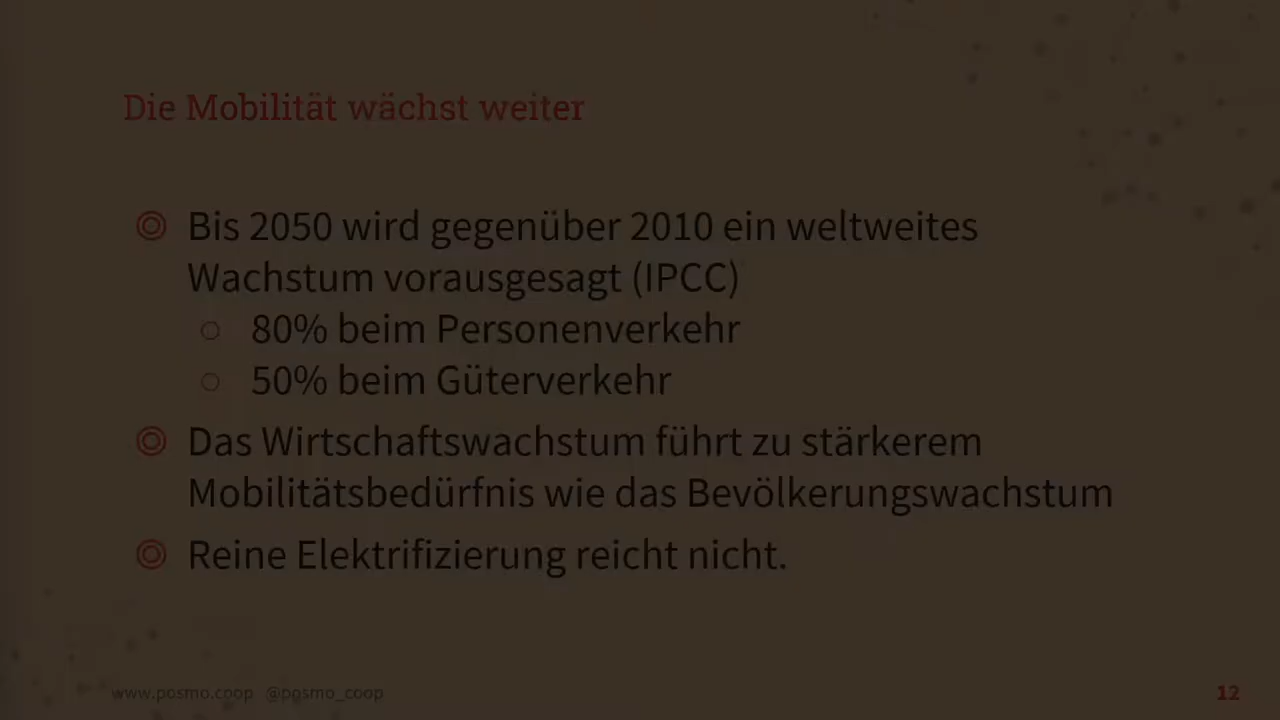 Die Mobilität wächst weiter
Bis 2050 wird gegenüber 2010 ein weltweites
Wachstum vorausgesagt (IPCC)
80% beim Personenverkehr
50% beim Güterverkehr
Das Wirtschaftswachstum führt zu stärkerem
Mobilitätsbedürfnis wie das Bevölkerungswachstum
Reine Elektrifizierung reicht nicht.
www.posmo.coop @posmo_coop
12